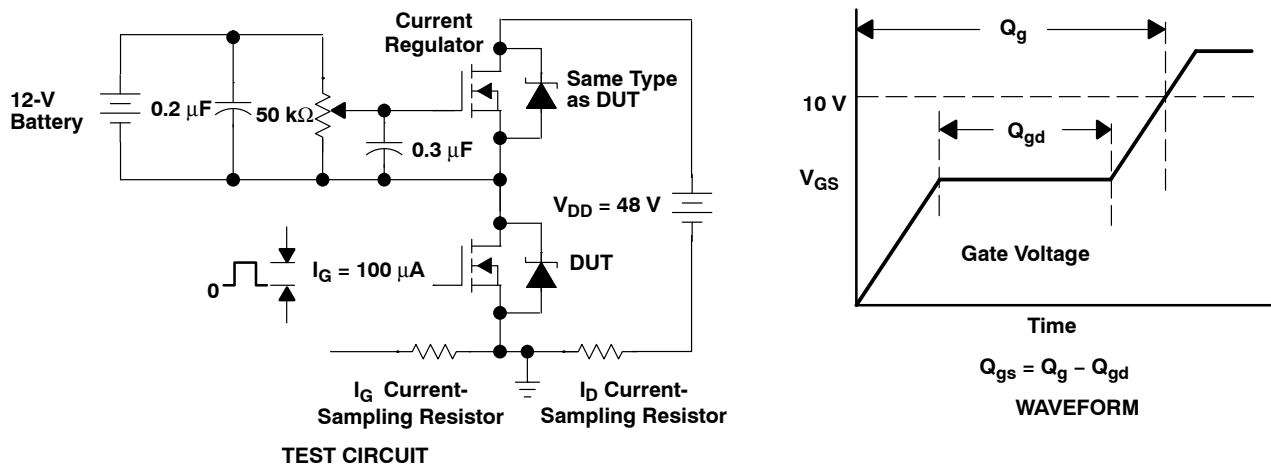 Current
Regulator
12-V
Battery
0.2 μF
50 kΩ
Same Type
as DUT
0.3 μF
V_DD = 48 V
0
I_G = 100 μA
DUT
I_G Current-
Sampling Resistor
I_D Current-
Sampling Resistor
TEST CIRCUIT
Q_g
10 V
Q_gd
V_GS
Gate Voltage
Time
Q_gs = Q_g – Q_gd
WAVEFORM